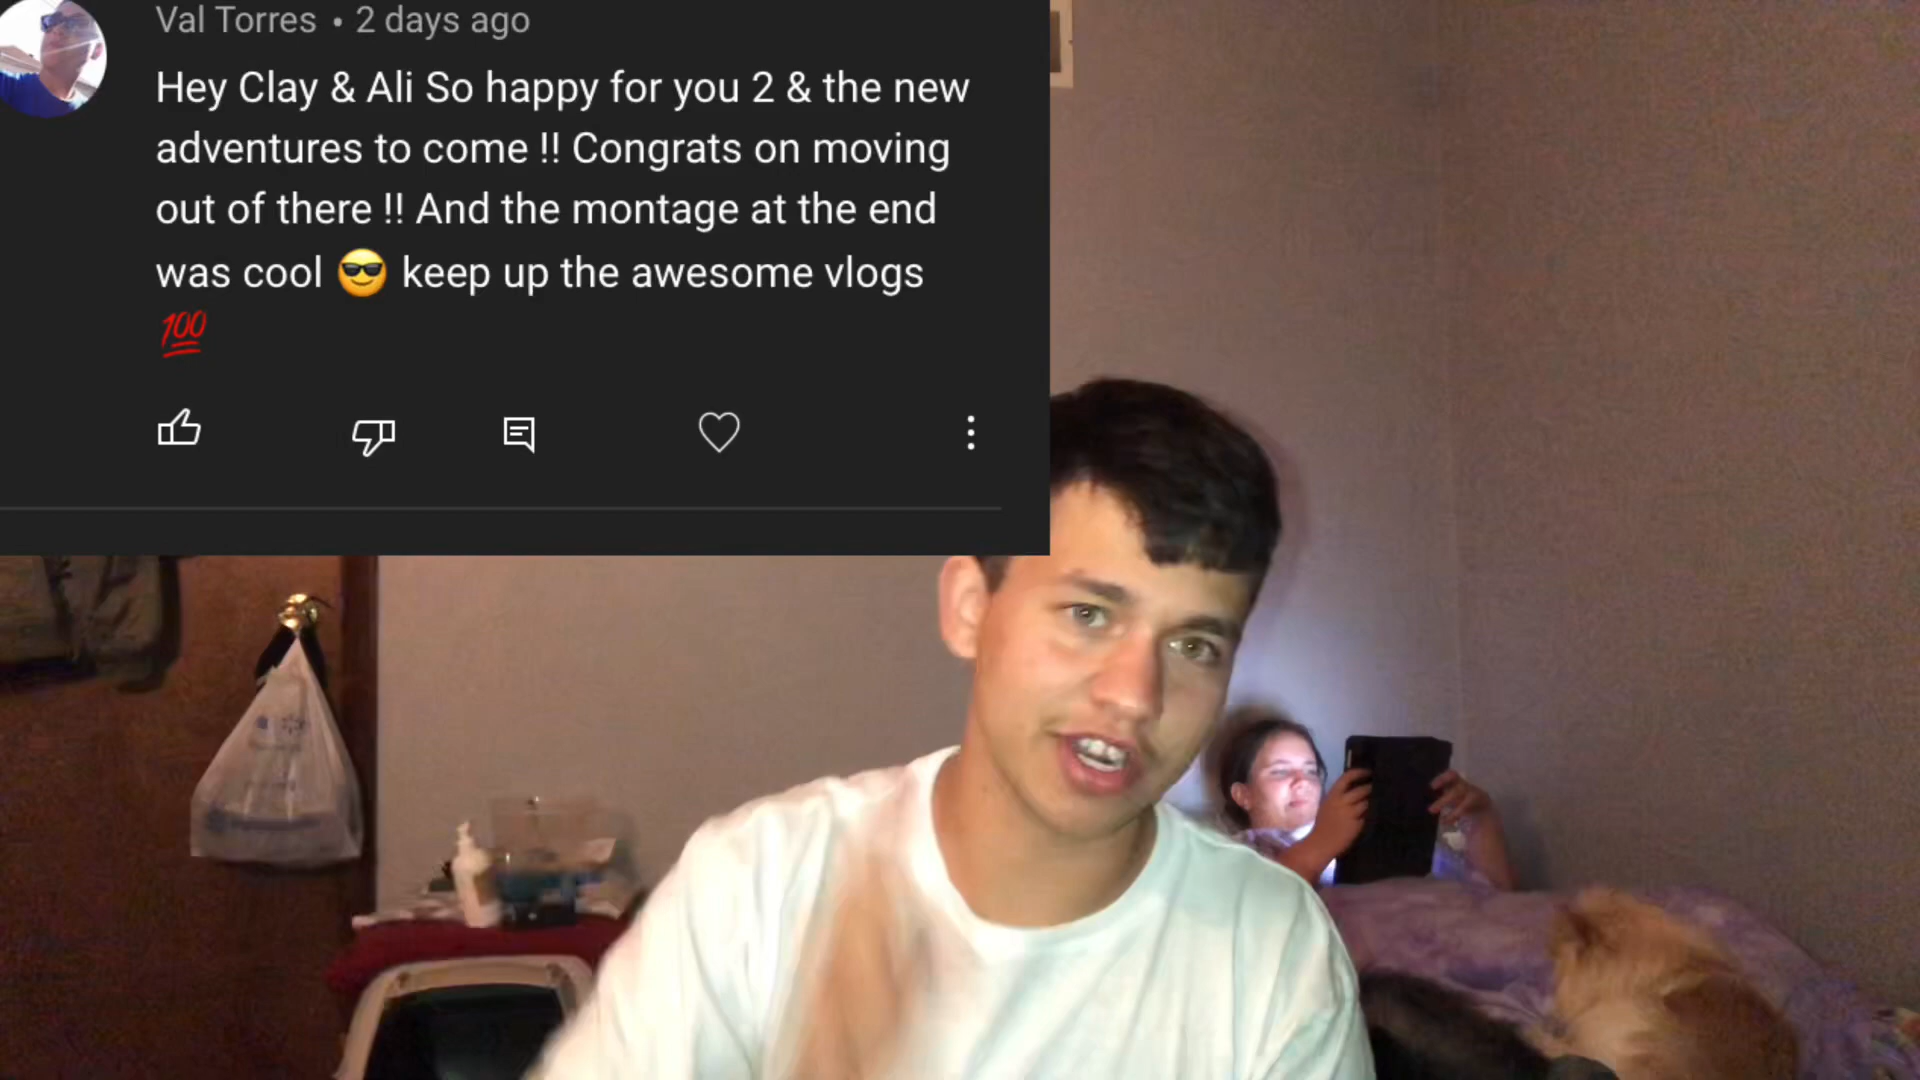 Val Torres • 2 days ago
Hey Clay & Ali So happy for you 2 & the new
adventures to come !! Congrats on moving
out of there !! And the montage at the end
was cool 😎 keep up the awesome vlogs
💯